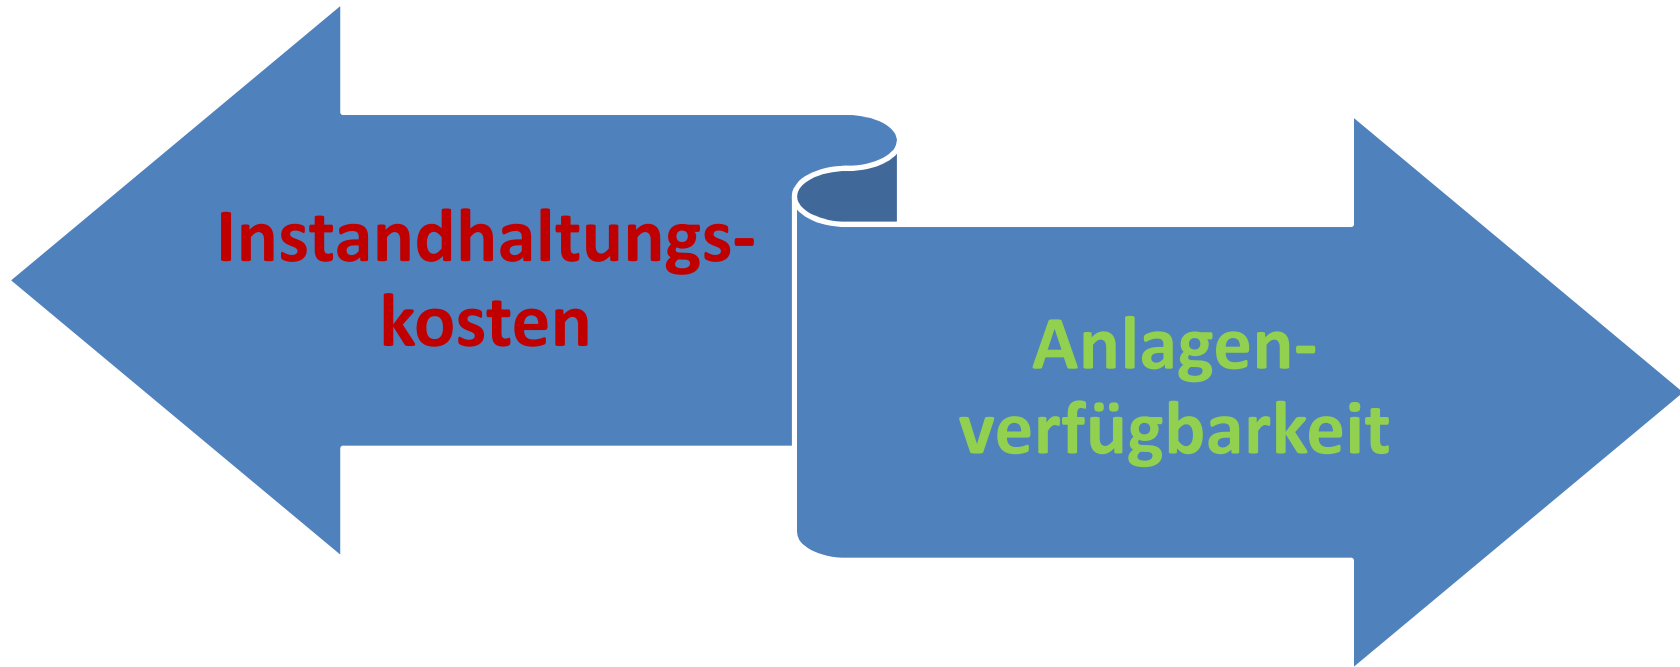 Instandhaltungs-
kosten
Anlagen-
verfügbarkeit